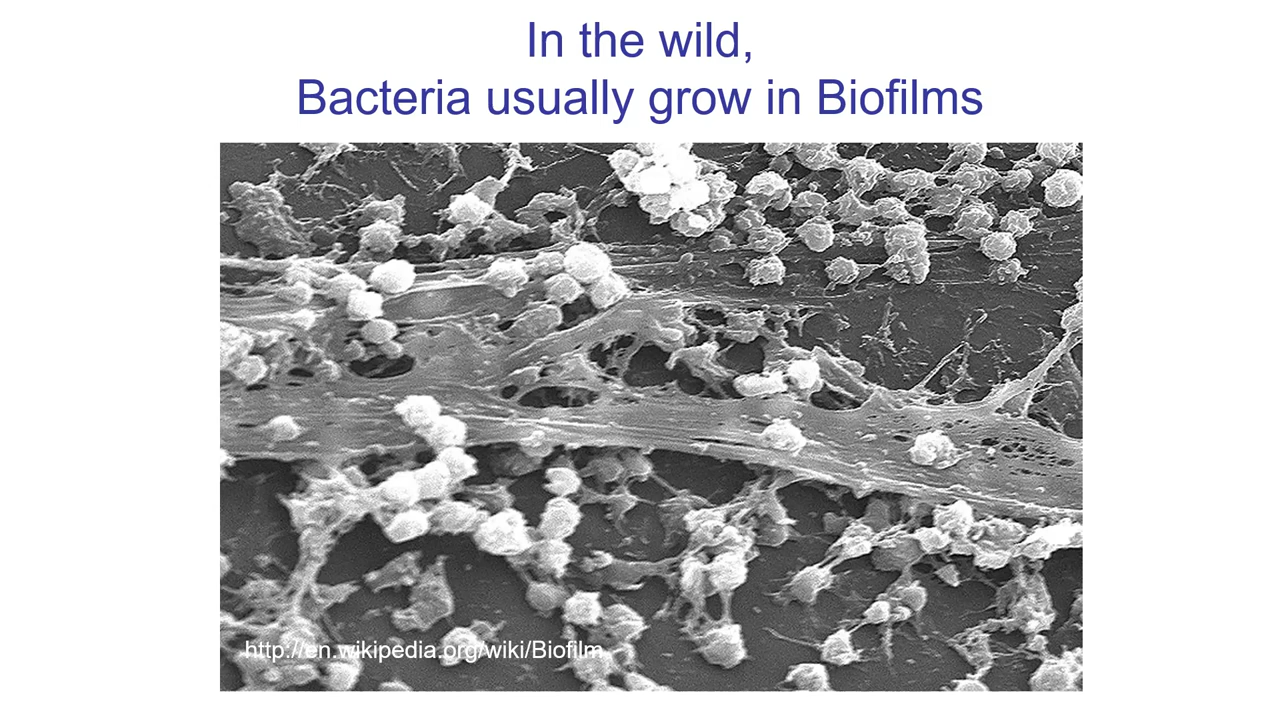 In the wild,
Bacteria usually grow in Biofilms
http://en.wikipedia.org/wiki/Biofilm